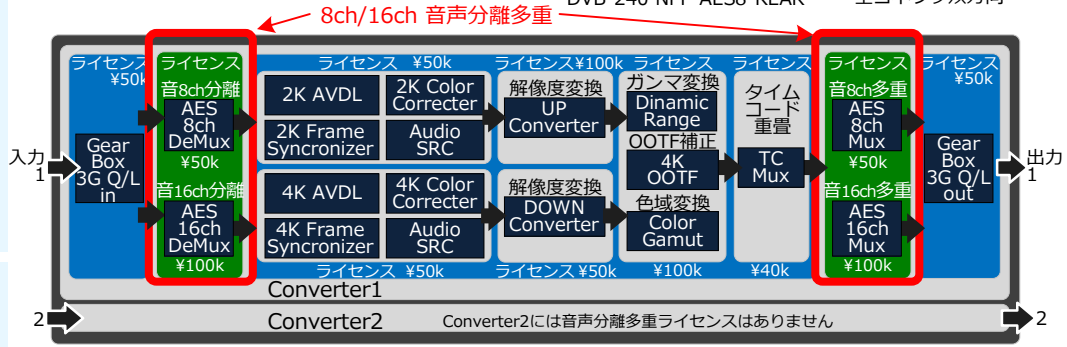 DVB-240-NFP-AES8-REAR
8ch/16ch 音声分離多重
ライセンス
¥50k
ライセンス
音8ch分離
AES
8ch
DeMux
¥50k
音16ch分離
AES
16ch
DeMux
¥100k
Gear
Box
3G Q/L
in
入力
1
ライセンス ¥50k
2K AVDL
2K Color
Correcter
2K Frame
Syncronizer
Audio
SRC
4K AVDL
4K Color
Correcter
4K Frame
Syncronizer
Audio
SRC
ライセンス ¥50k
ライセンス¥100k
解像度変換
UP
Converter
解像度変換
DOWN
Converter
ライセンス ¥50k
ライセンス
ガンマ変換
Dinamic
Range
OOTF補正
4K
OOTF
色域変換
Color
Gamut
¥100k
ライセンス
タイム
コード
重畳
TC
Mux
¥40k
ライセンス
音8ch多重
AES
8ch
Mux
¥50k
音16ch多重
AES
16ch
Mux
¥100k
ライセンス
¥50k
Gear
Box
3G Q/L
out
出力
1
Converter1
2
Converter2
Converter2には音声分離多重ライセンスはありません
2